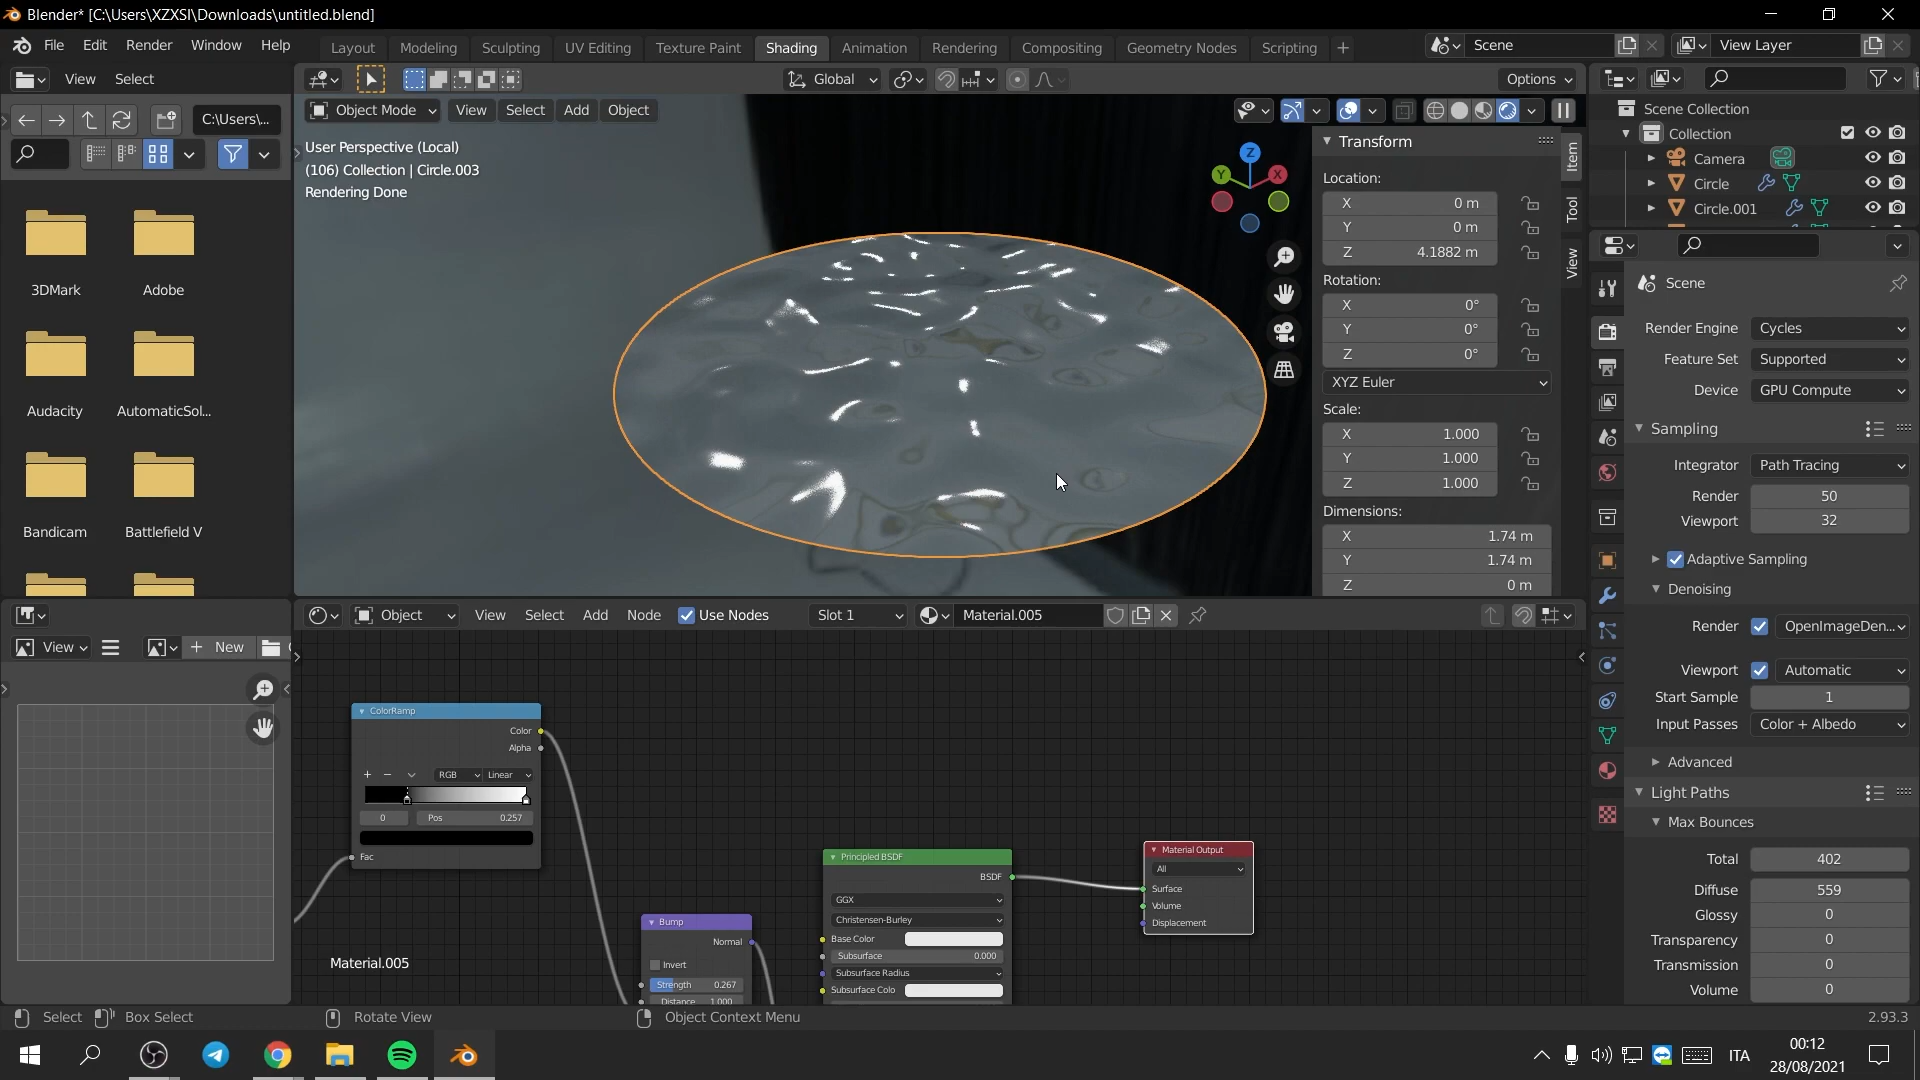 Blender* [C:\Users\XZXSI\Downloads\untitled.blend]
File Edit Render Window Help
Layout Modeling Sculpting UV Editing Texture Paint Shading Animation Rendering Compositing Geometry Nodes Scripting +
Scene
View Layer
View Select
Global
Options
C:\Users\...
Object Mode View Select Add Object
User Perspective (Local)
(106) Collection | Circle.003
Rendering Done
Z
Y
X
3DMark
Adobe
Audacity
AutomaticSol...
Bandicam
Battlefield V
Transform
Location:
X 0 m
Y 0 m
Z 4.1882 m
Rotation:
X 0°
Y 0°
Z 0°
XYZ Euler
Scale:
X 1.000
Y 1.000
Z 1.000
Dimensions:
X 1.74 m
Y 1.74 m
Z 0 m
Item
Tool
View
Scene Collection
Collection
Camera
Circle
Circle.001
Scene
Render Engine Cycles
Feature Set Supported
Device GPU Compute
Sampling
Integrator Path Tracing
Render 50
Viewport 32
Adaptive Sampling
Denoising
Render OpenImageDen...
Viewport Automatic
Start Sample 1
Input Passes Color + Albedo
Advanced
Light Paths
Max Bounces
Total 402
Diffuse 559
Glossy 0
Transparency 0
Transmission 0
Volume 0
View
+ New
Object View Select Add Node Use Nodes Slot 1 Material.005
ColorRamp
Color
Alpha
+ − RGB Linear
0 Pos 0.257
Fac
Bump
Normal
Invert
Strength 0.267
Distance 1.000
Principled BSDF
BSDF
GGX
Christensen-Burley
Base Color
Subsurface 0.000
Subsurface Radius
Subsurface Colo
Material Output
All
Surface
Volume
Displacement
Material.005
Select Box Select Rotate View Object Context Menu 2.93.3
ITA
00:12
28/08/2021